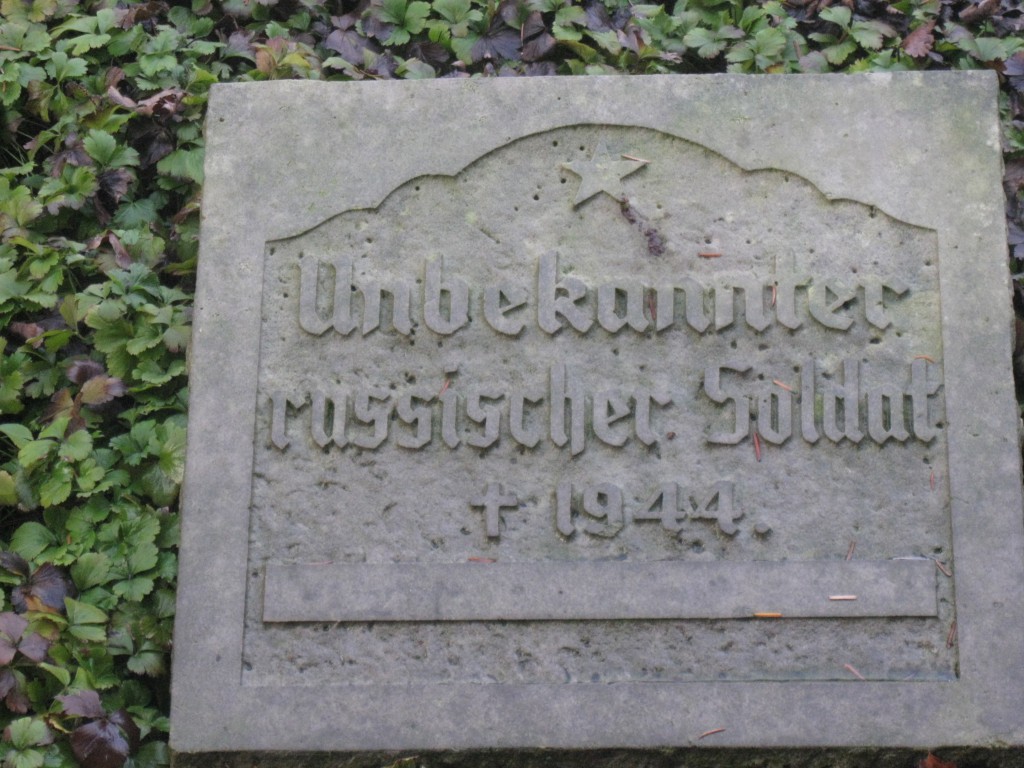 Unbekannter
russischer Soldat
† 1944.